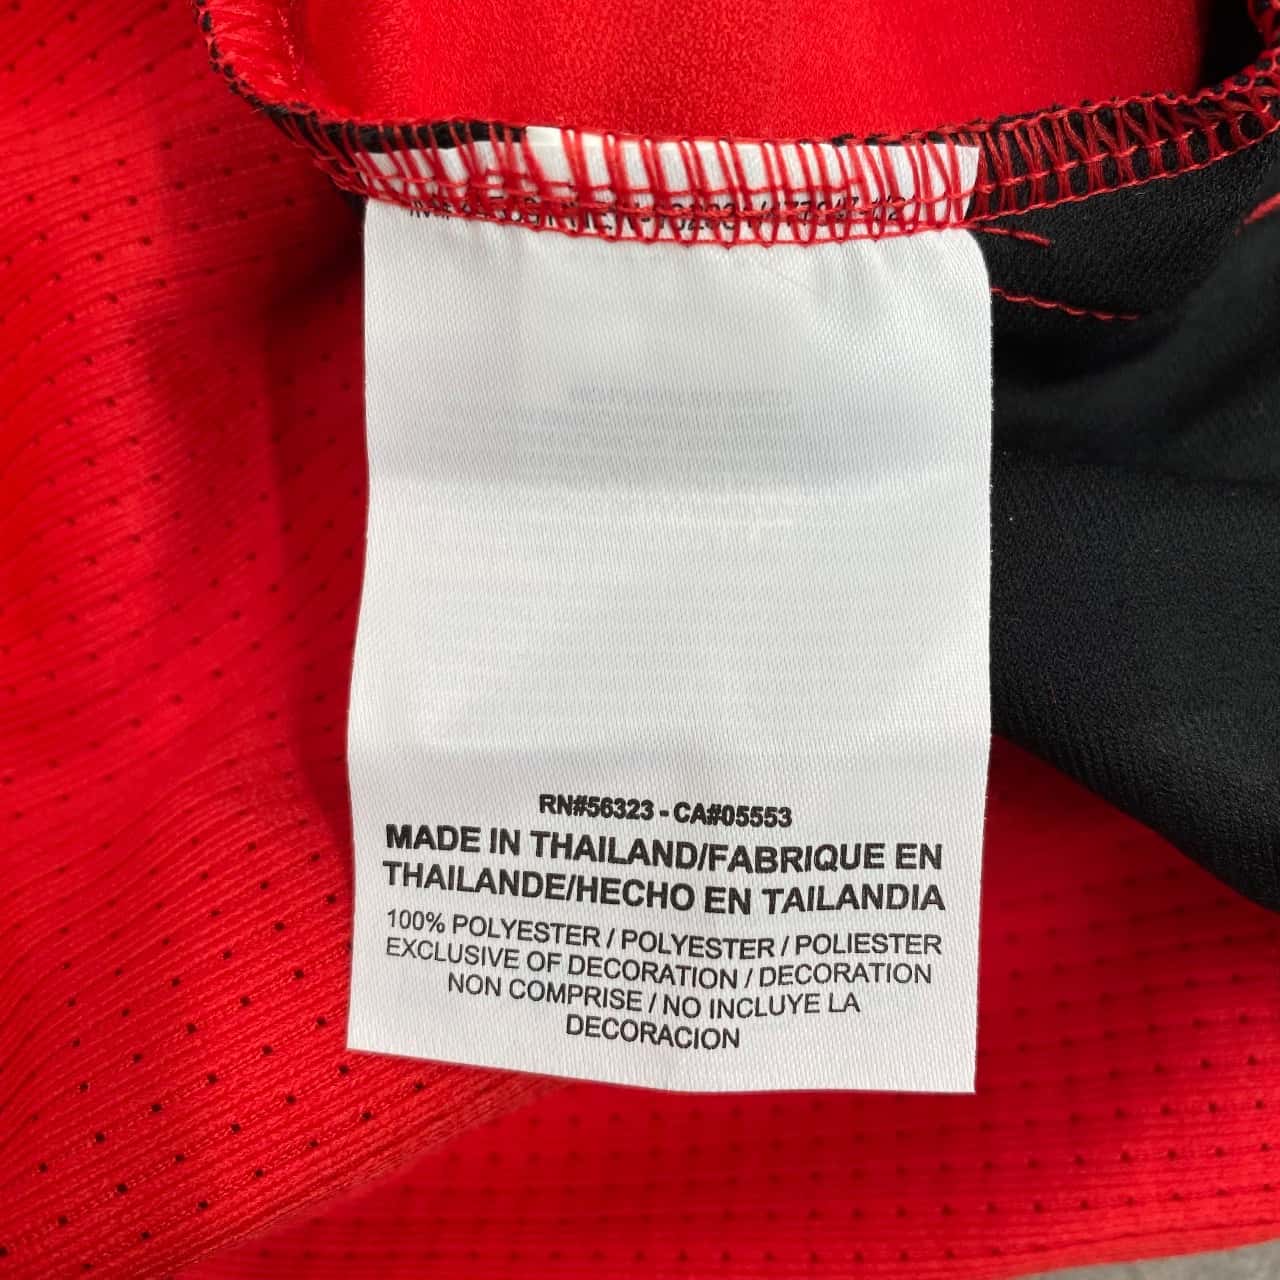 RN#56323 - CA#05553
MADE IN THAILAND/FABRIQUE EN
THAILANDE/HECHO EN TAILANDIA
100% POLYESTER / POLYESTER / POLIESTER
EXCLUSIVE OF DECORATION / DECORATION
NON COMPRISE / NO INCLUYE LA
DECORACION